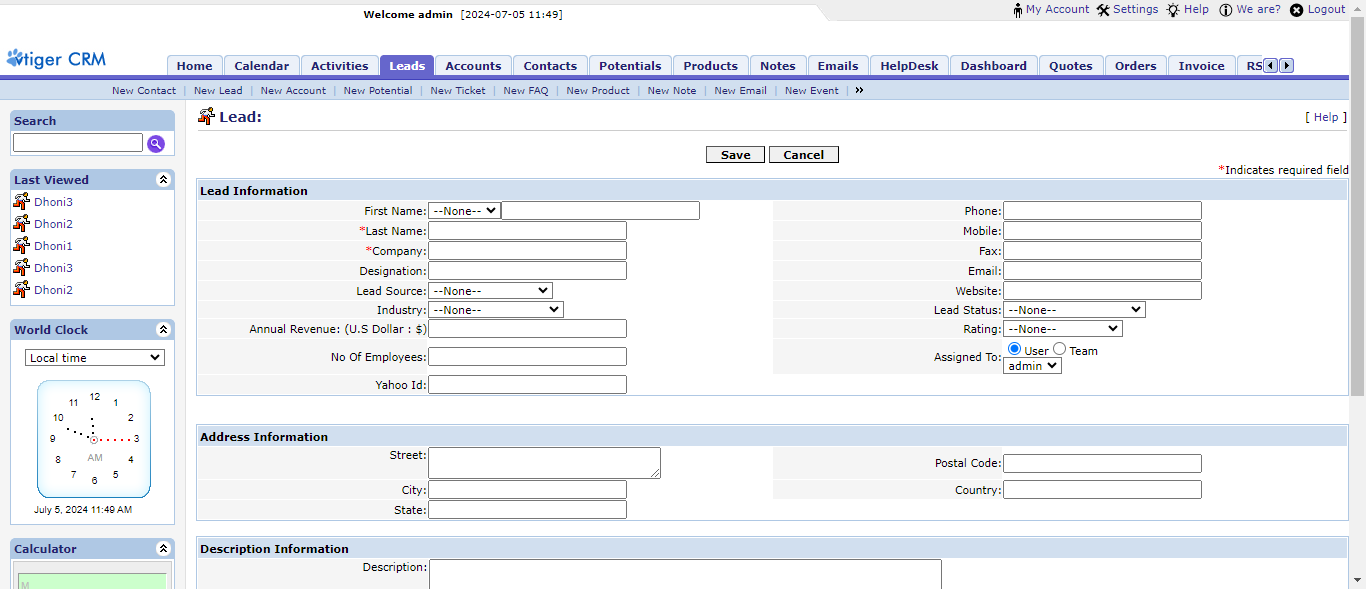 Welcome admin [2024-07-05 11:49]
My Account Settings Help We are? Logout
vtiger CRM
Home Calendar Activities Leads Accounts Contacts Potentials Products Notes Emails HelpDesk Dashboard Quotes Orders Invoice RS
New Contact | New Lead | New Account | New Potential | New Ticket | New FAQ | New Product | New Note | New Email | New Event | »
Search
Last Viewed
Dhoni3
Dhoni2
Dhoni1
Dhoni3
Dhoni2
World Clock
Local time
12
11 1
10 2
9 3
AM
8 4
7 5
6
July 5, 2024 11:49 AM
Calculator
M
Lead:
[ Help ]
Save Cancel
*Indicates required field
Lead Information
First Name: --None-- Phone:
*Last Name: Mobile:
*Company: Fax:
Designation: Email:
Lead Source: --None-- Website:
Industry: --None-- Lead Status: --None--
Annual Revenue: (U.S Dollar : $) Rating: --None--
No Of Employees: Assigned To: User Team
admin
Yahoo Id:
Address Information
Street: Postal Code:
City: Country:
State:
Description Information
Description: